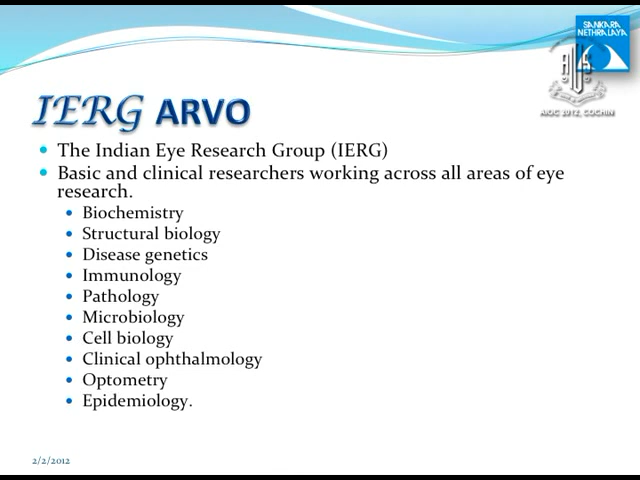 SANKARA
NETHRALAYA
AIOS
AIOC 2012, COCHIN
IERG ARVO
The Indian Eye Research Group (IERG)
Basic and clinical researchers working across all areas of eye
research.
Biochemistry
Structural biology
Disease genetics
Immunology
Pathology
Microbiology
Cell biology
Clinical ophthalmology
Optometry
Epidemiology.
2/2/2012